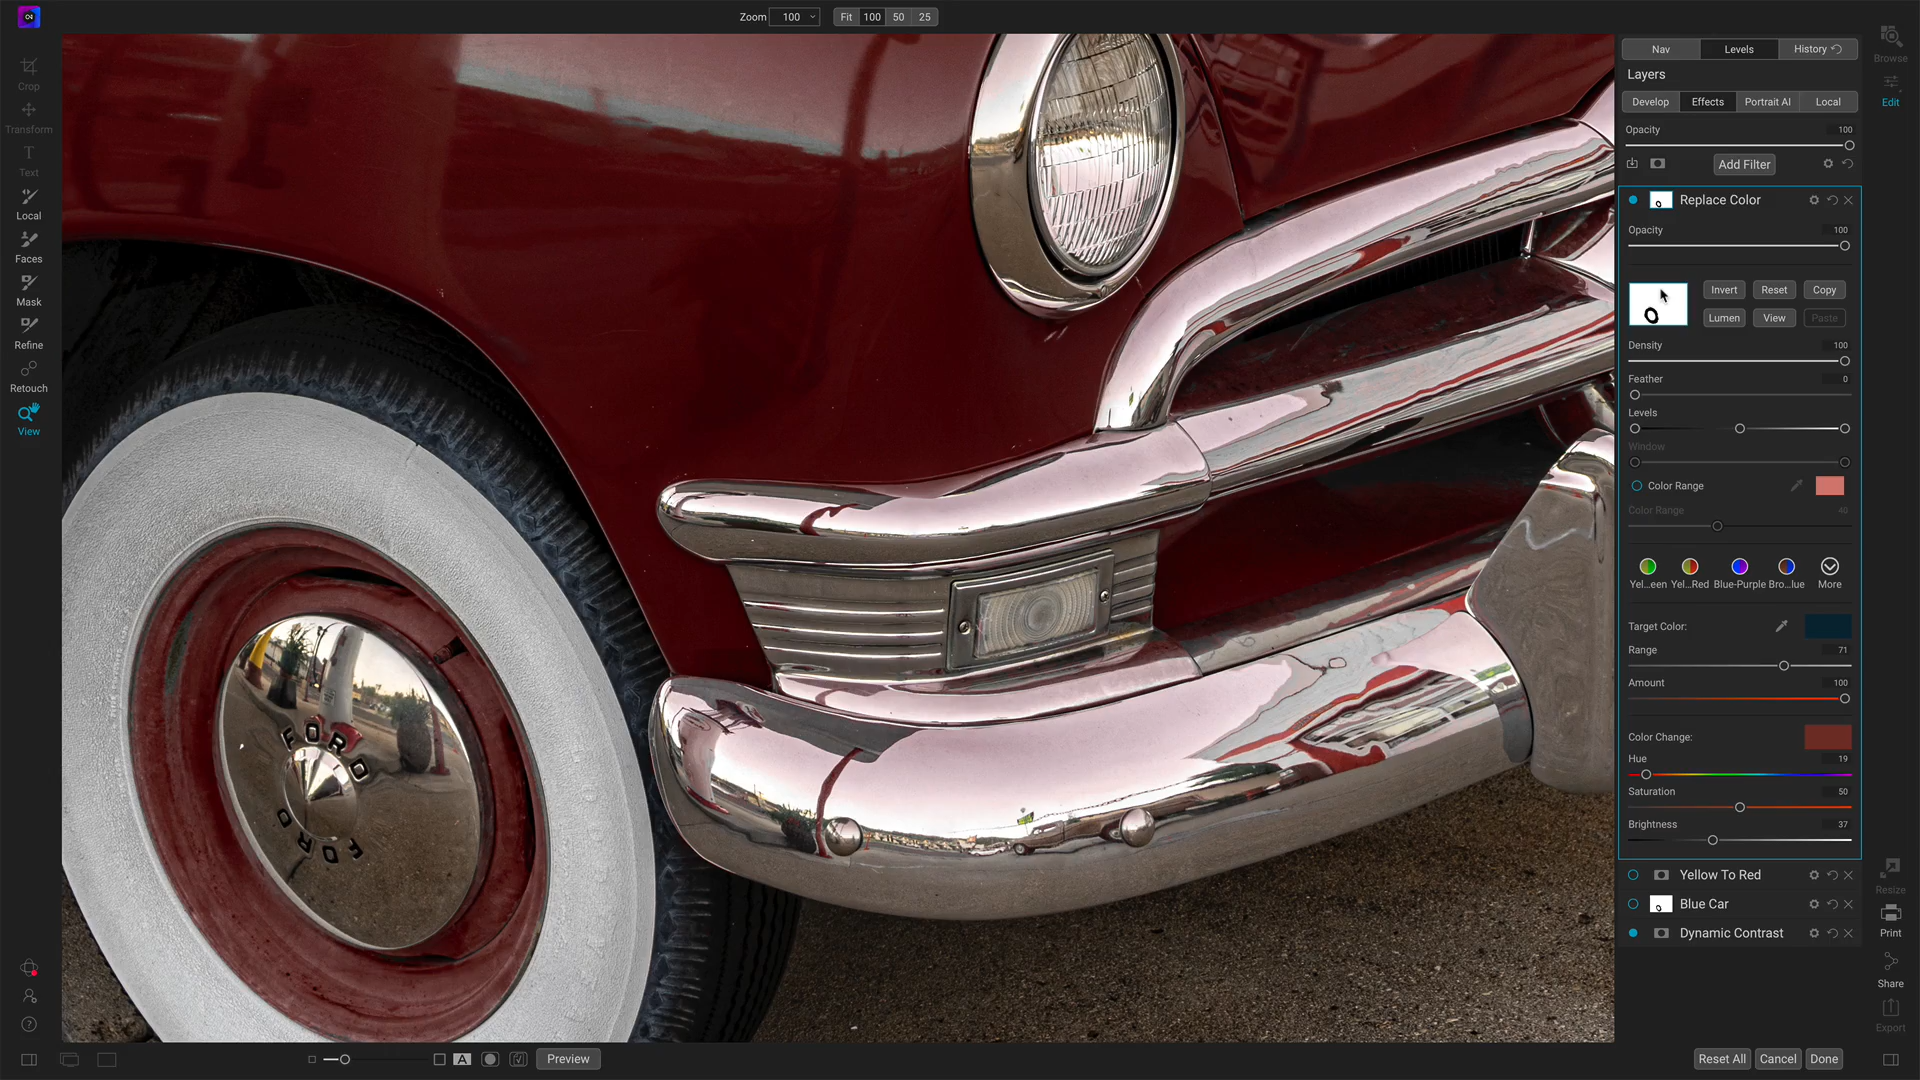 Zoom 100 Fit 100 50 25
Nav Levels History
Layers
Develop Effects Portrait AI Local
Opacity 100
Add Filter
Replace Color
Opacity 100
Invert Reset Copy
Lumen View Paste
Density 100
Feather 0
Levels
Window
Color Range
Color Range 40
Yel...een Yel...Red Blue-Purple Bro...lue More
Target Color:
Range 71
Amount 100
Color Change:
Hue 19
Saturation 50
Brightness 37
Yellow To Red
Blue Car
Dynamic Contrast
Crop
Transform
Text
Local
Faces
Mask
Refine
Retouch
View
Browse
Edit
Resize
Print
Share
Export
FORD
FORD
A
Preview
Reset All Cancel Done